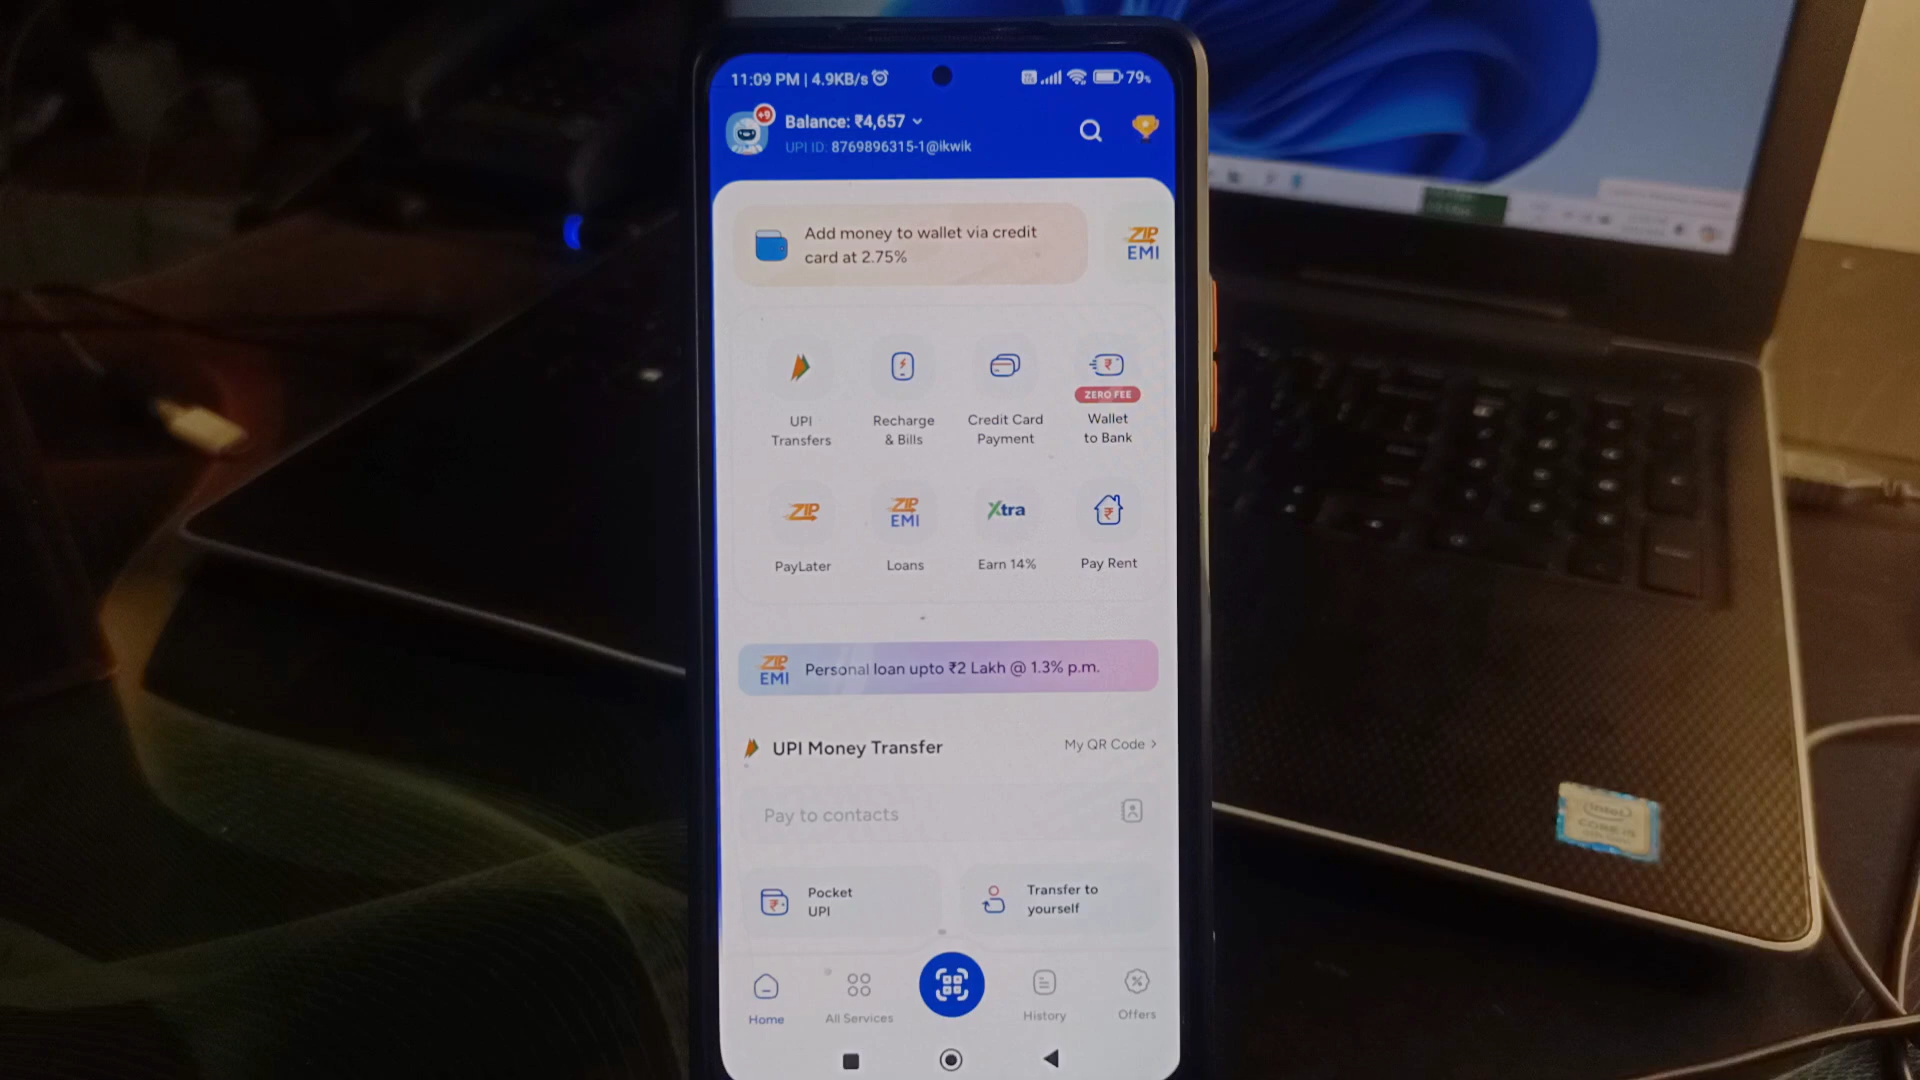 11:09 PM | 4.9KB/s
79%
+9
Balance: ₹4,657
UPI ID: 8769896315-1@ikwik
Add money to wallet via credit
card at 2.75%
ZIP
EMI
UPI
Transfers
Recharge
& Bills
Credit Card
Payment
ZERO FEE
Wallet
to Bank
ZIP
PayLater
ZIP
EMI
Loans
Xtra
Earn 14%
Pay Rent
ZIP
EMI
Personal loan upto ₹2 Lakh @ 1.3% p.m.
UPI Money Transfer
My QR Code >
Pay to contacts
Pocket
UPI
Transfer to
yourself
Home
All Services
History
Offers
intel
CORE i5